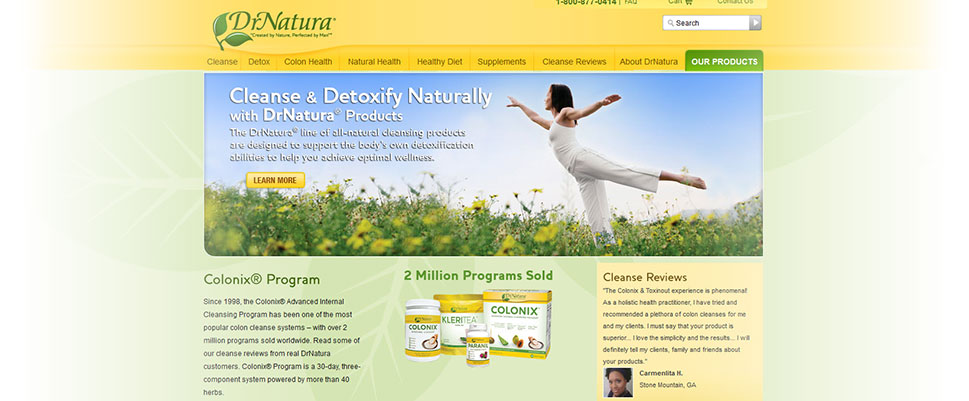 1-800-877-0414 | FAQ Cart Contact Us
DrNatura®
"Created by Nature, Perfected by Man"™
Search
Cleanse Detox Colon Health Natural Health Healthy Diet Supplements Cleanse Reviews About DrNatura OUR PRODUCTS
Cleanse & Detoxify Naturally
with DrNatura® Products
The DrNatura® line of all-natural cleansing products
are designed to support the body's own detoxification
abilities to help you achieve optimal wellness.
LEARN MORE
Colonix® Program
Since 1998, the Colonix® Advanced Internal
Cleansing Program has been one of the most
popular colon cleanse systems – with over 2
million programs sold worldwide. Read some of
our cleanse reviews from real DrNatura
customers. Colonix® Program is a 30-day, three-
component system powered by more than 40
herbs.
2 Million Programs Sold
COLONIX
KLERITEA
PARANIL
COLONIX
Cleanse Reviews
"The Colonix & Toxinout experience is phenomenal!
As a holistic health practitioner, I have tried and
recommended a plethora of colon cleanses for me
and my clients. I must say that your product is
superior... I love the simplicity and the results... I will
definitely tell my clients, family and friends about
your products."
Carmenlita H.
Stone Mountain, GA